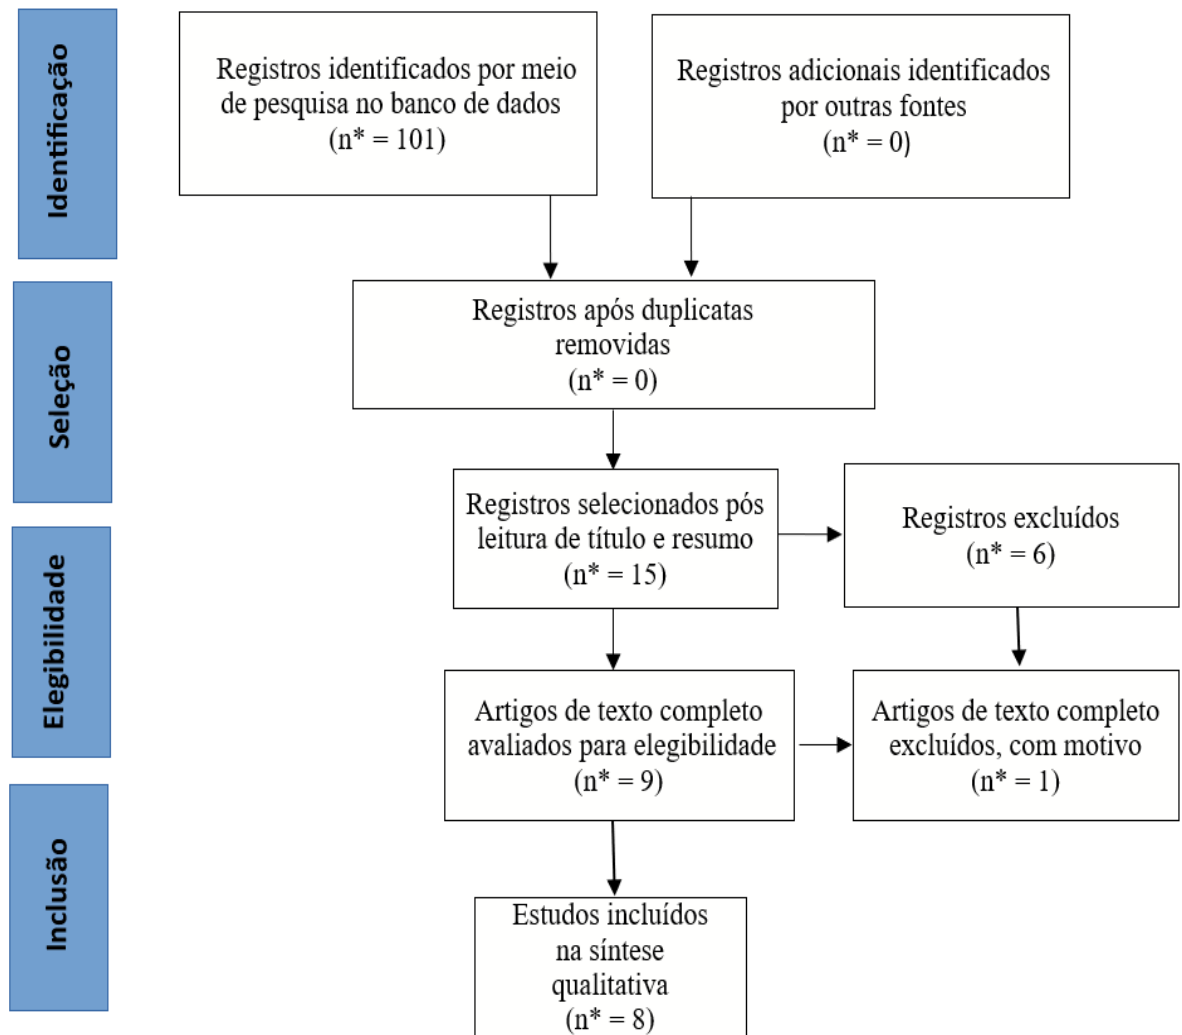 Identificação
Registros identificados por meio
de pesquisa no banco de dados
(n* = 101)
Registros adicionais identificados
por outras fontes
(n* = 0)
Seleção
Registros após duplicatas
removidas
(n* = 0)
Registros selecionados pós
leitura de título e resumo
(n* = 15)
Registros excluídos
(n* = 6)
Elegibilidade
Artigos de texto completo
avaliados para elegibilidade
(n* = 9)
Artigos de texto completo
excluídos, com motivo
(n* = 1)
Inclusão
Estudos incluídos
na síntese
qualitativa
(n* = 8)